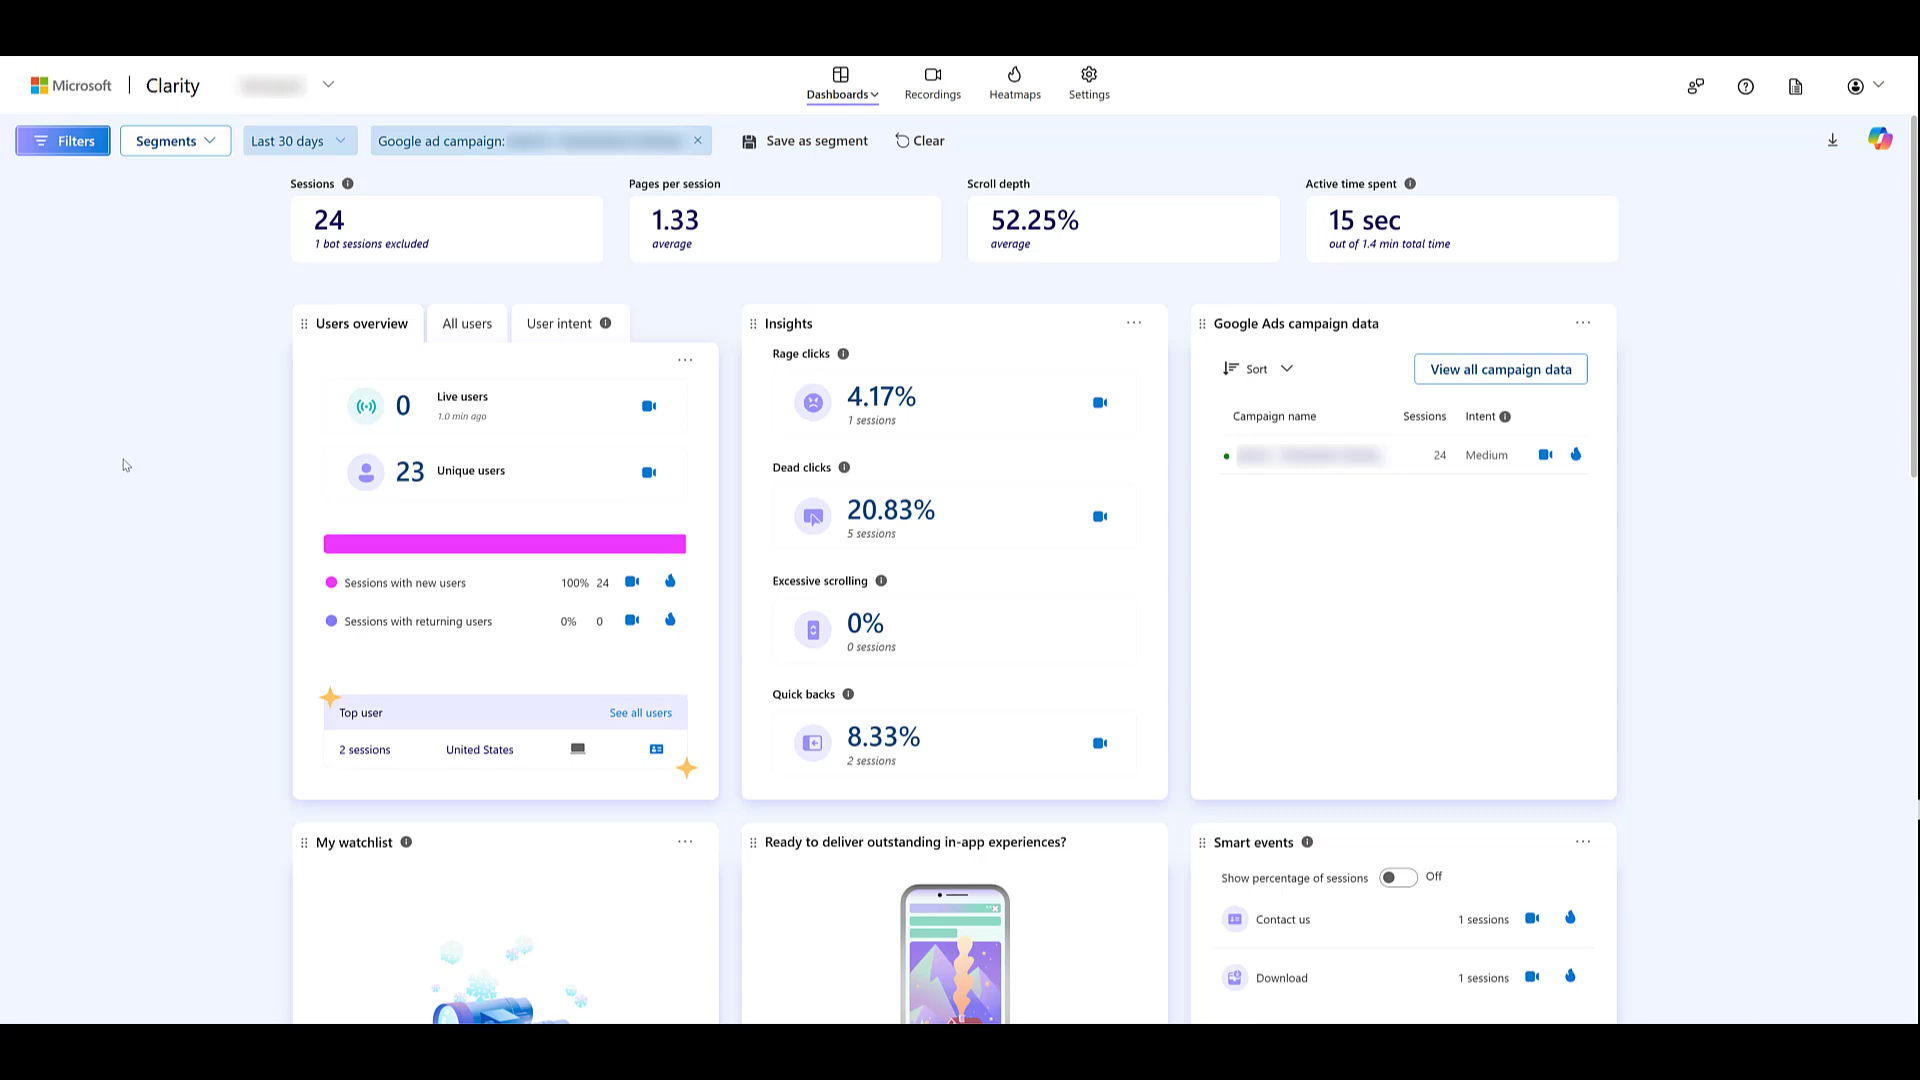 Microsoft | Clarity
Dashboards
Recordings
Heatmaps
Settings
Filters
Segments
Last 30 days
Google ad campaign:
Save as segment
Clear
Sessions
24
1 bot sessions excluded
Pages per session
1.33
average
Scroll depth
52.25%
average
Active time spent
15 sec
out of 1.4 min total time
Users overview
All users
User intent
0
Live users
1.0 min ago
23
Unique users
Sessions with new users 100% 24
Sessions with returning users 0% 0
Top user See all users
2 sessions United States
Insights
Rage clicks
4.17%
1 sessions
Dead clicks
20.83%
5 sessions
Excessive scrolling
0%
0 sessions
Quick backs
8.33%
2 sessions
Google Ads campaign data
Sort
View all campaign data
Campaign name Sessions Intent
24 Medium
My watchlist
Ready to deliver outstanding in-app experiences?
Smart events
Show percentage of sessions Off
Contact us 1 sessions
Download 1 sessions